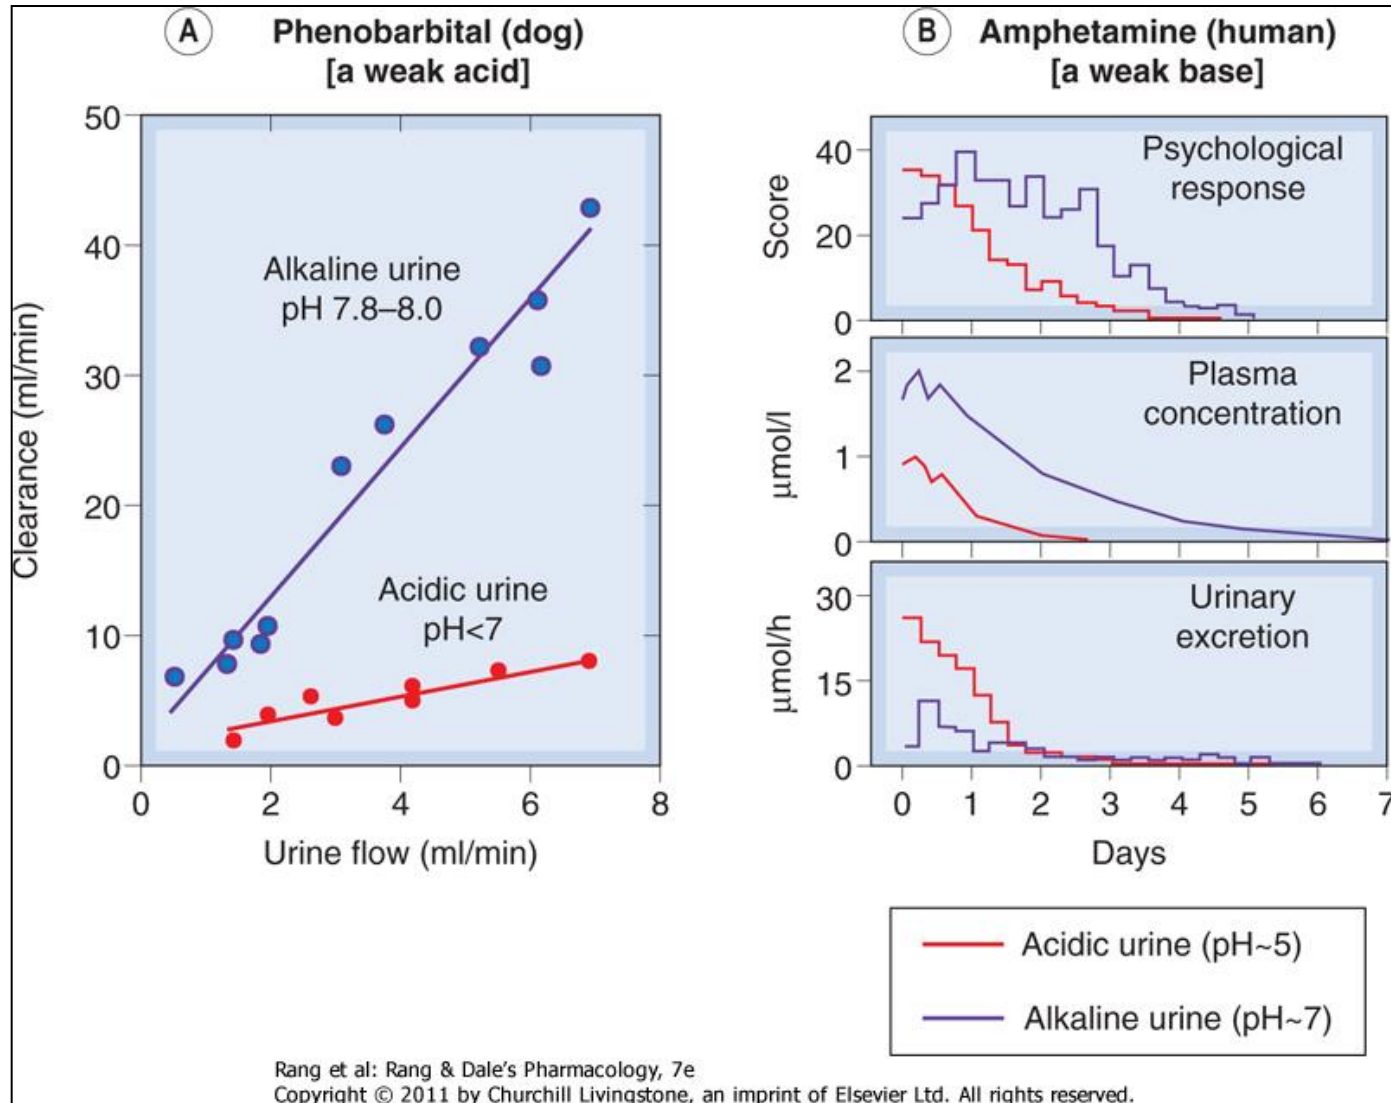 A
Phenobarbital (dog)
[a weak acid]
50
40
30
20
10
0
Clearance (ml/min)
Alkaline urine
pH 7.8–8.0
Acidic urine
pH<7
0 2 4 6 8
Urine flow (ml/min)
B
Amphetamine (human)
[a weak base]
Score
40
20
0
Psychological
response
µmol/l
2
1
0
Plasma
concentration
µmol/h
30
15
0
Urinary
excretion
0 1 2 3 4 5 6 7
Days
Acidic urine (pH~5)
Alkaline urine (pH~7)
Rang et al: Rang & Dale's Pharmacology, 7e
Copyright © 2011 by Churchill Livingstone, an imprint of Elsevier Ltd. All rights reserved.